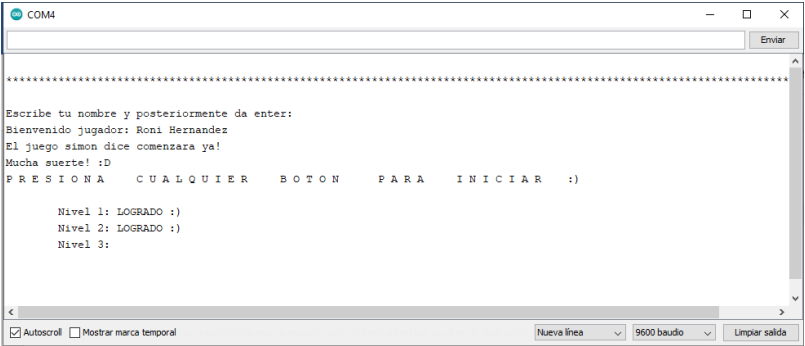 COM4
Enviar
************************************************************************************************************************
Escribe tu nombre y posteriormente da enter:
Bienvenido jugador: Roni Hernandez
El juego simon dice comenzara ya!
Mucha suerte! :D
P R E S I O N A     C U A L Q U I E R     B O T O N     P A R A     I N I C I A R   :)
Nivel 1: LOGRADO :)
Nivel 2: LOGRADO :)
Nivel 3:
Autoscroll Mostrar marca temporal Nueva línea 9600 baudio Limpiar salida